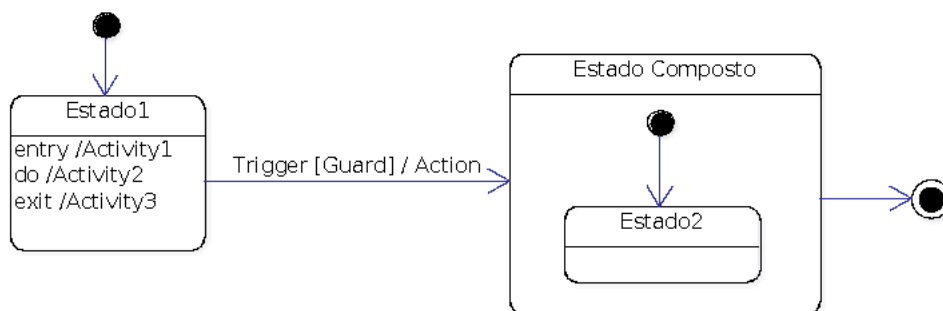 Estado1
entry /Activity1
do /Activity2
exit /Activity3
Trigger [Guard] / Action
Estado Composto
Estado2